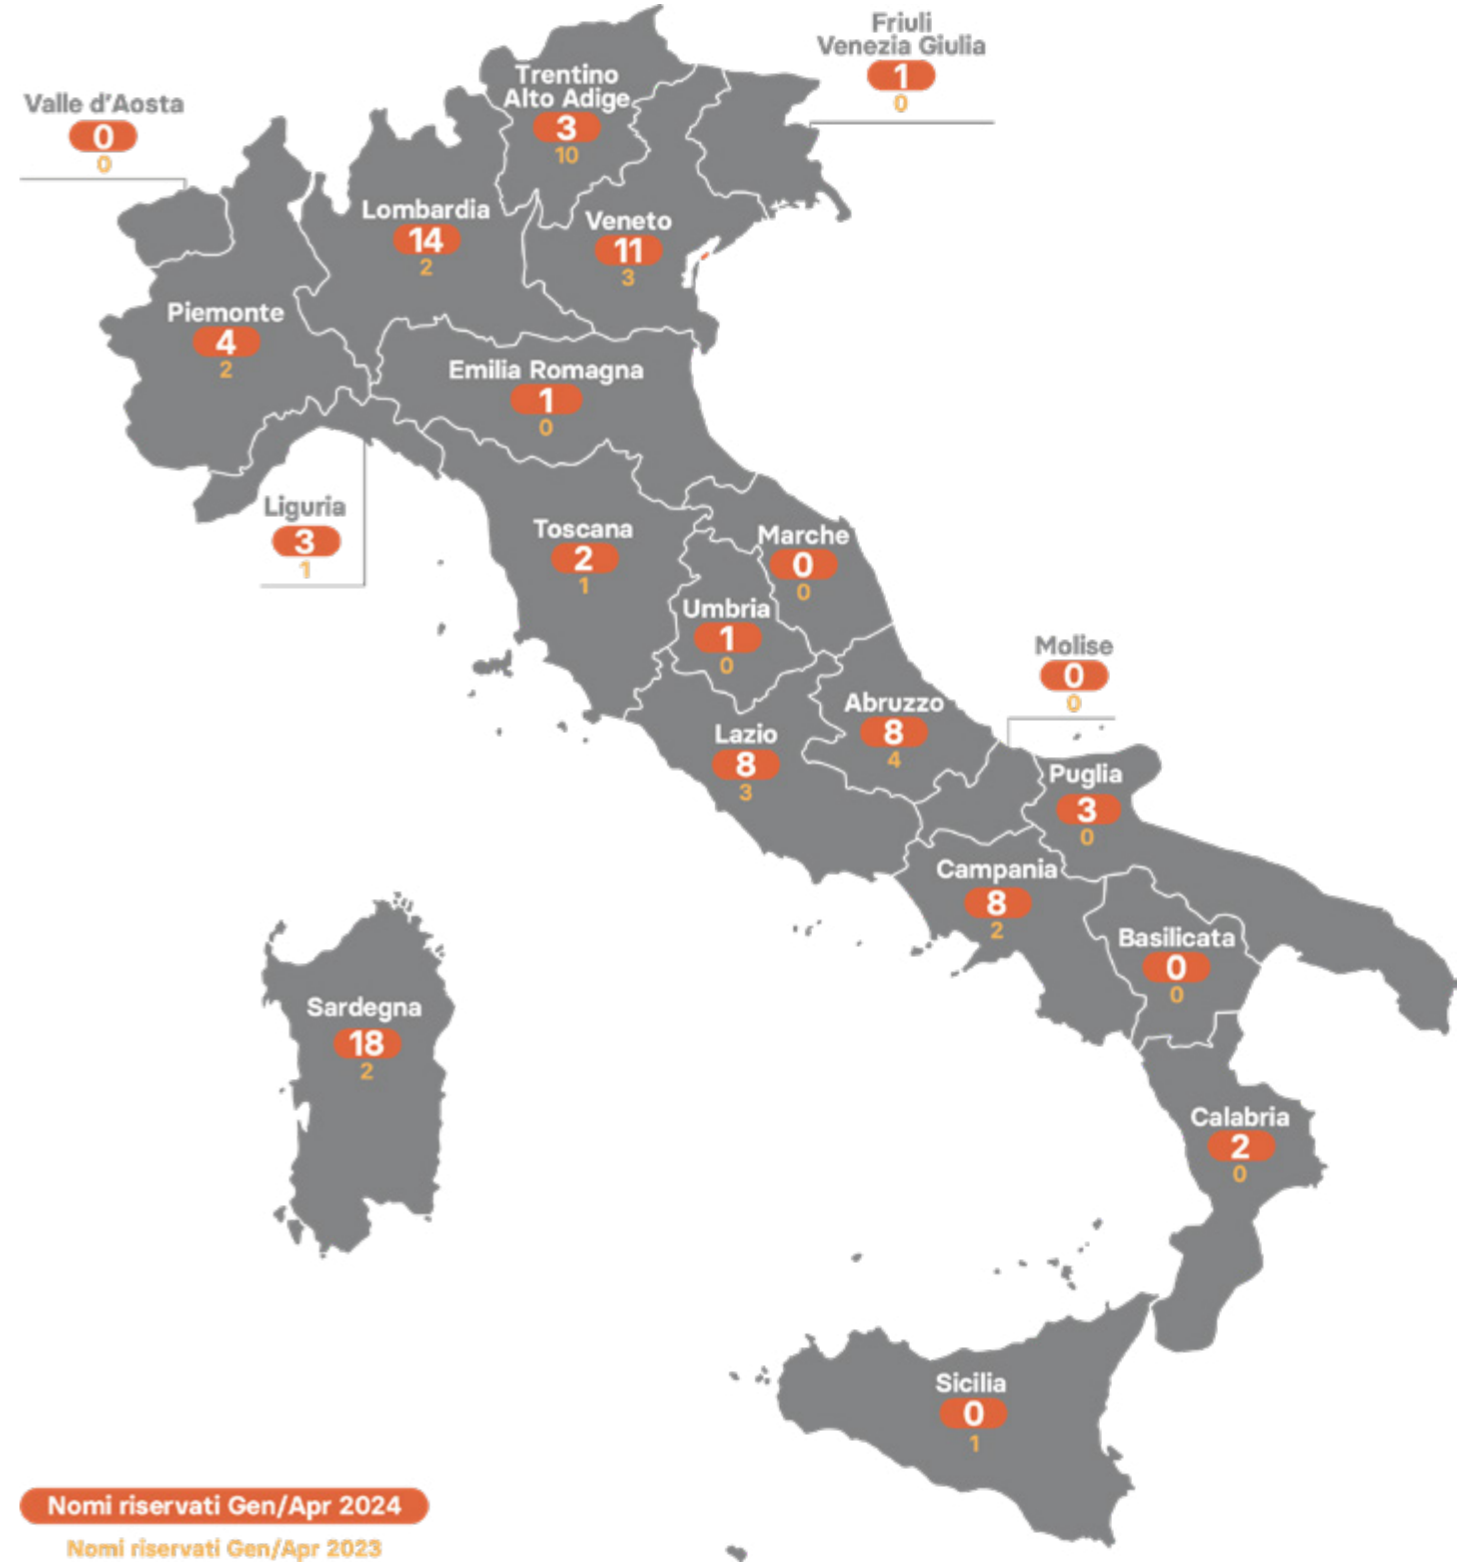 Friuli
Venezia Giulia
1
0
Trentino
Alto Adige
3
10
Valle d'Aosta
0
0
Lombardia
14
2
Veneto
11
3
Piemonte
4
2
Emilia Romagna
1
0
Liguria
3
1
Toscana
2
1
Marche
0
0
Umbria
1
0
Molise
0
0
Abruzzo
8
4
Lazio
8
3
Puglia
3
0
Campania
8
2
Basilicata
0
0
Sardegna
18
2
Calabria
2
0
Sicilia
0
1
Nomi riservati Gen/Apr 2024
Nomi riservati Gen/Apr 2023